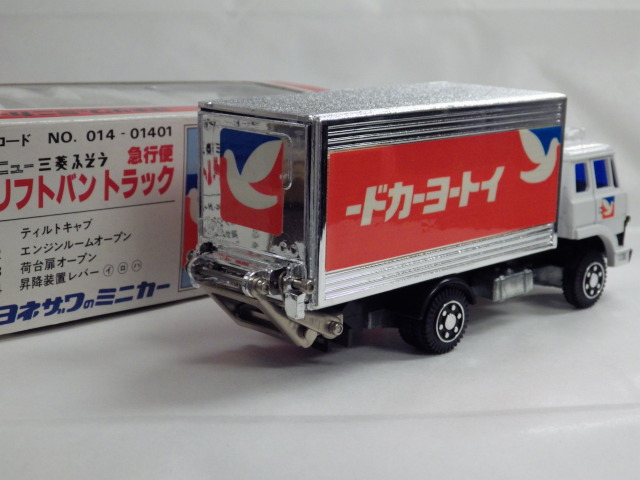 コード NO. 014 - 01401
ニュー三菱ふそう 急行便
リフトバントラック
ティルトキャブ
エンジンルームオープン
荷台扉オープン
昇降装置レバー イ ロ ハ
ヨネザワのミニカー
ードカーヨートイ